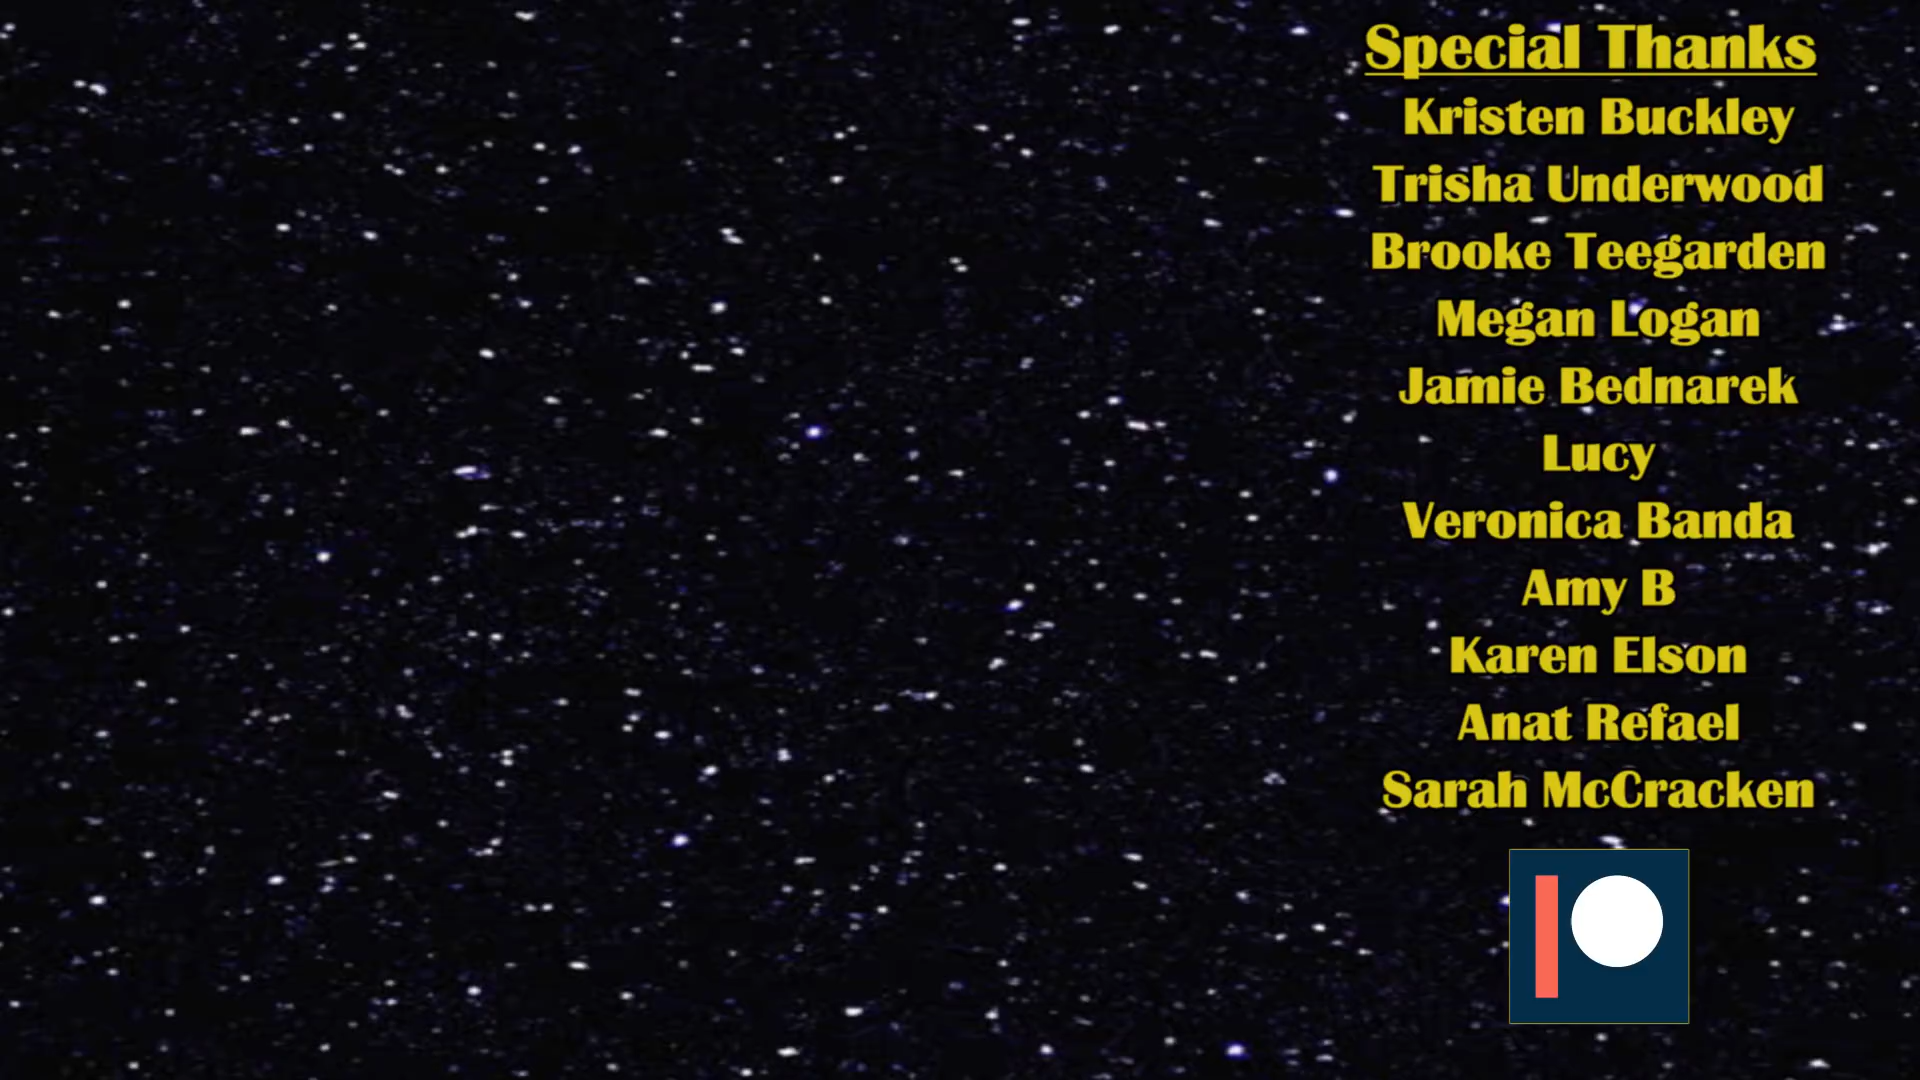 Special Thanks
Kristen Buckley
Trisha Underwood
Brooke Teegarden
Megan Logan
Jamie Bednarek
Lucy
Veronica Banda
Amy B
Karen Elson
Anat Refael
Sarah McCracken